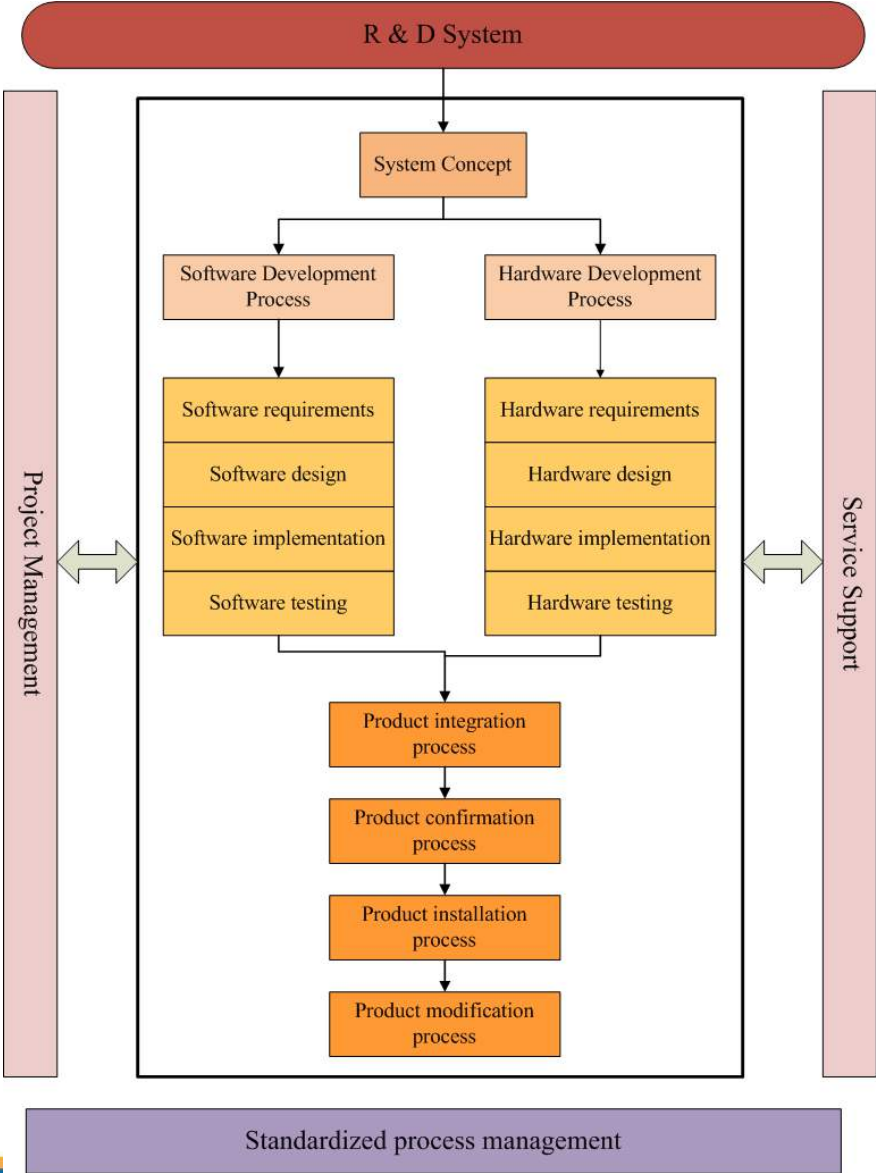 R & D System
System Concept
Software Development
Process
Hardware Development
Process
Software requirements
Software design
Software implementation
Software testing
Hardware requirements
Hardware design
Hardware implementation
Hardware testing
Project Management
Service Support
Product integration
process
Product confirmation
process
Product installation
process
Product modification
process
Standardized process management